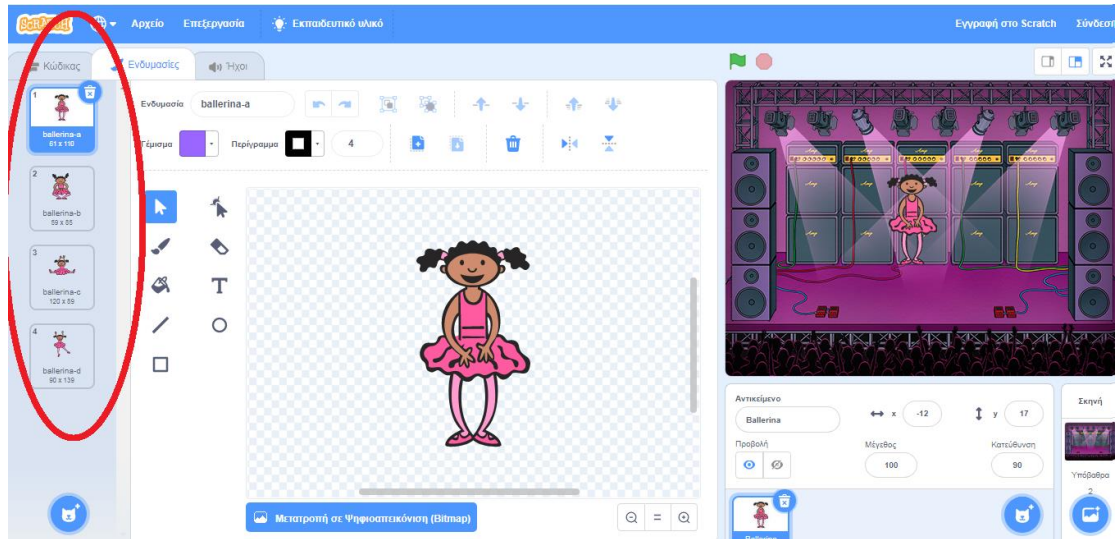 SCRATCH Αρχείο Επεξεργασία Εκπαιδευτικό υλικό Εγγραφή στο Scratch Σύνδεση
Κώδικας Ενδυμασίες Ήχοι
1
ballerina-a
61 x 110
2
ballerina-b
59 x 85
3
ballerina-c
120 x 89
4
ballerina-d
90 x 139
Ενδυμασία ballerina-a
Γέμισμα Περίγραμμα 4
T
Μετατροπή σε Ψηφιοαπεικόνιση (Bitmap)
=
Αντικείμενο
Ballerina
x -12
y 17
Προβολή
Μέγεθος
100
Κατεύθυνση
90
Ballerina
Σκηνή
Υπόβαθρα
2